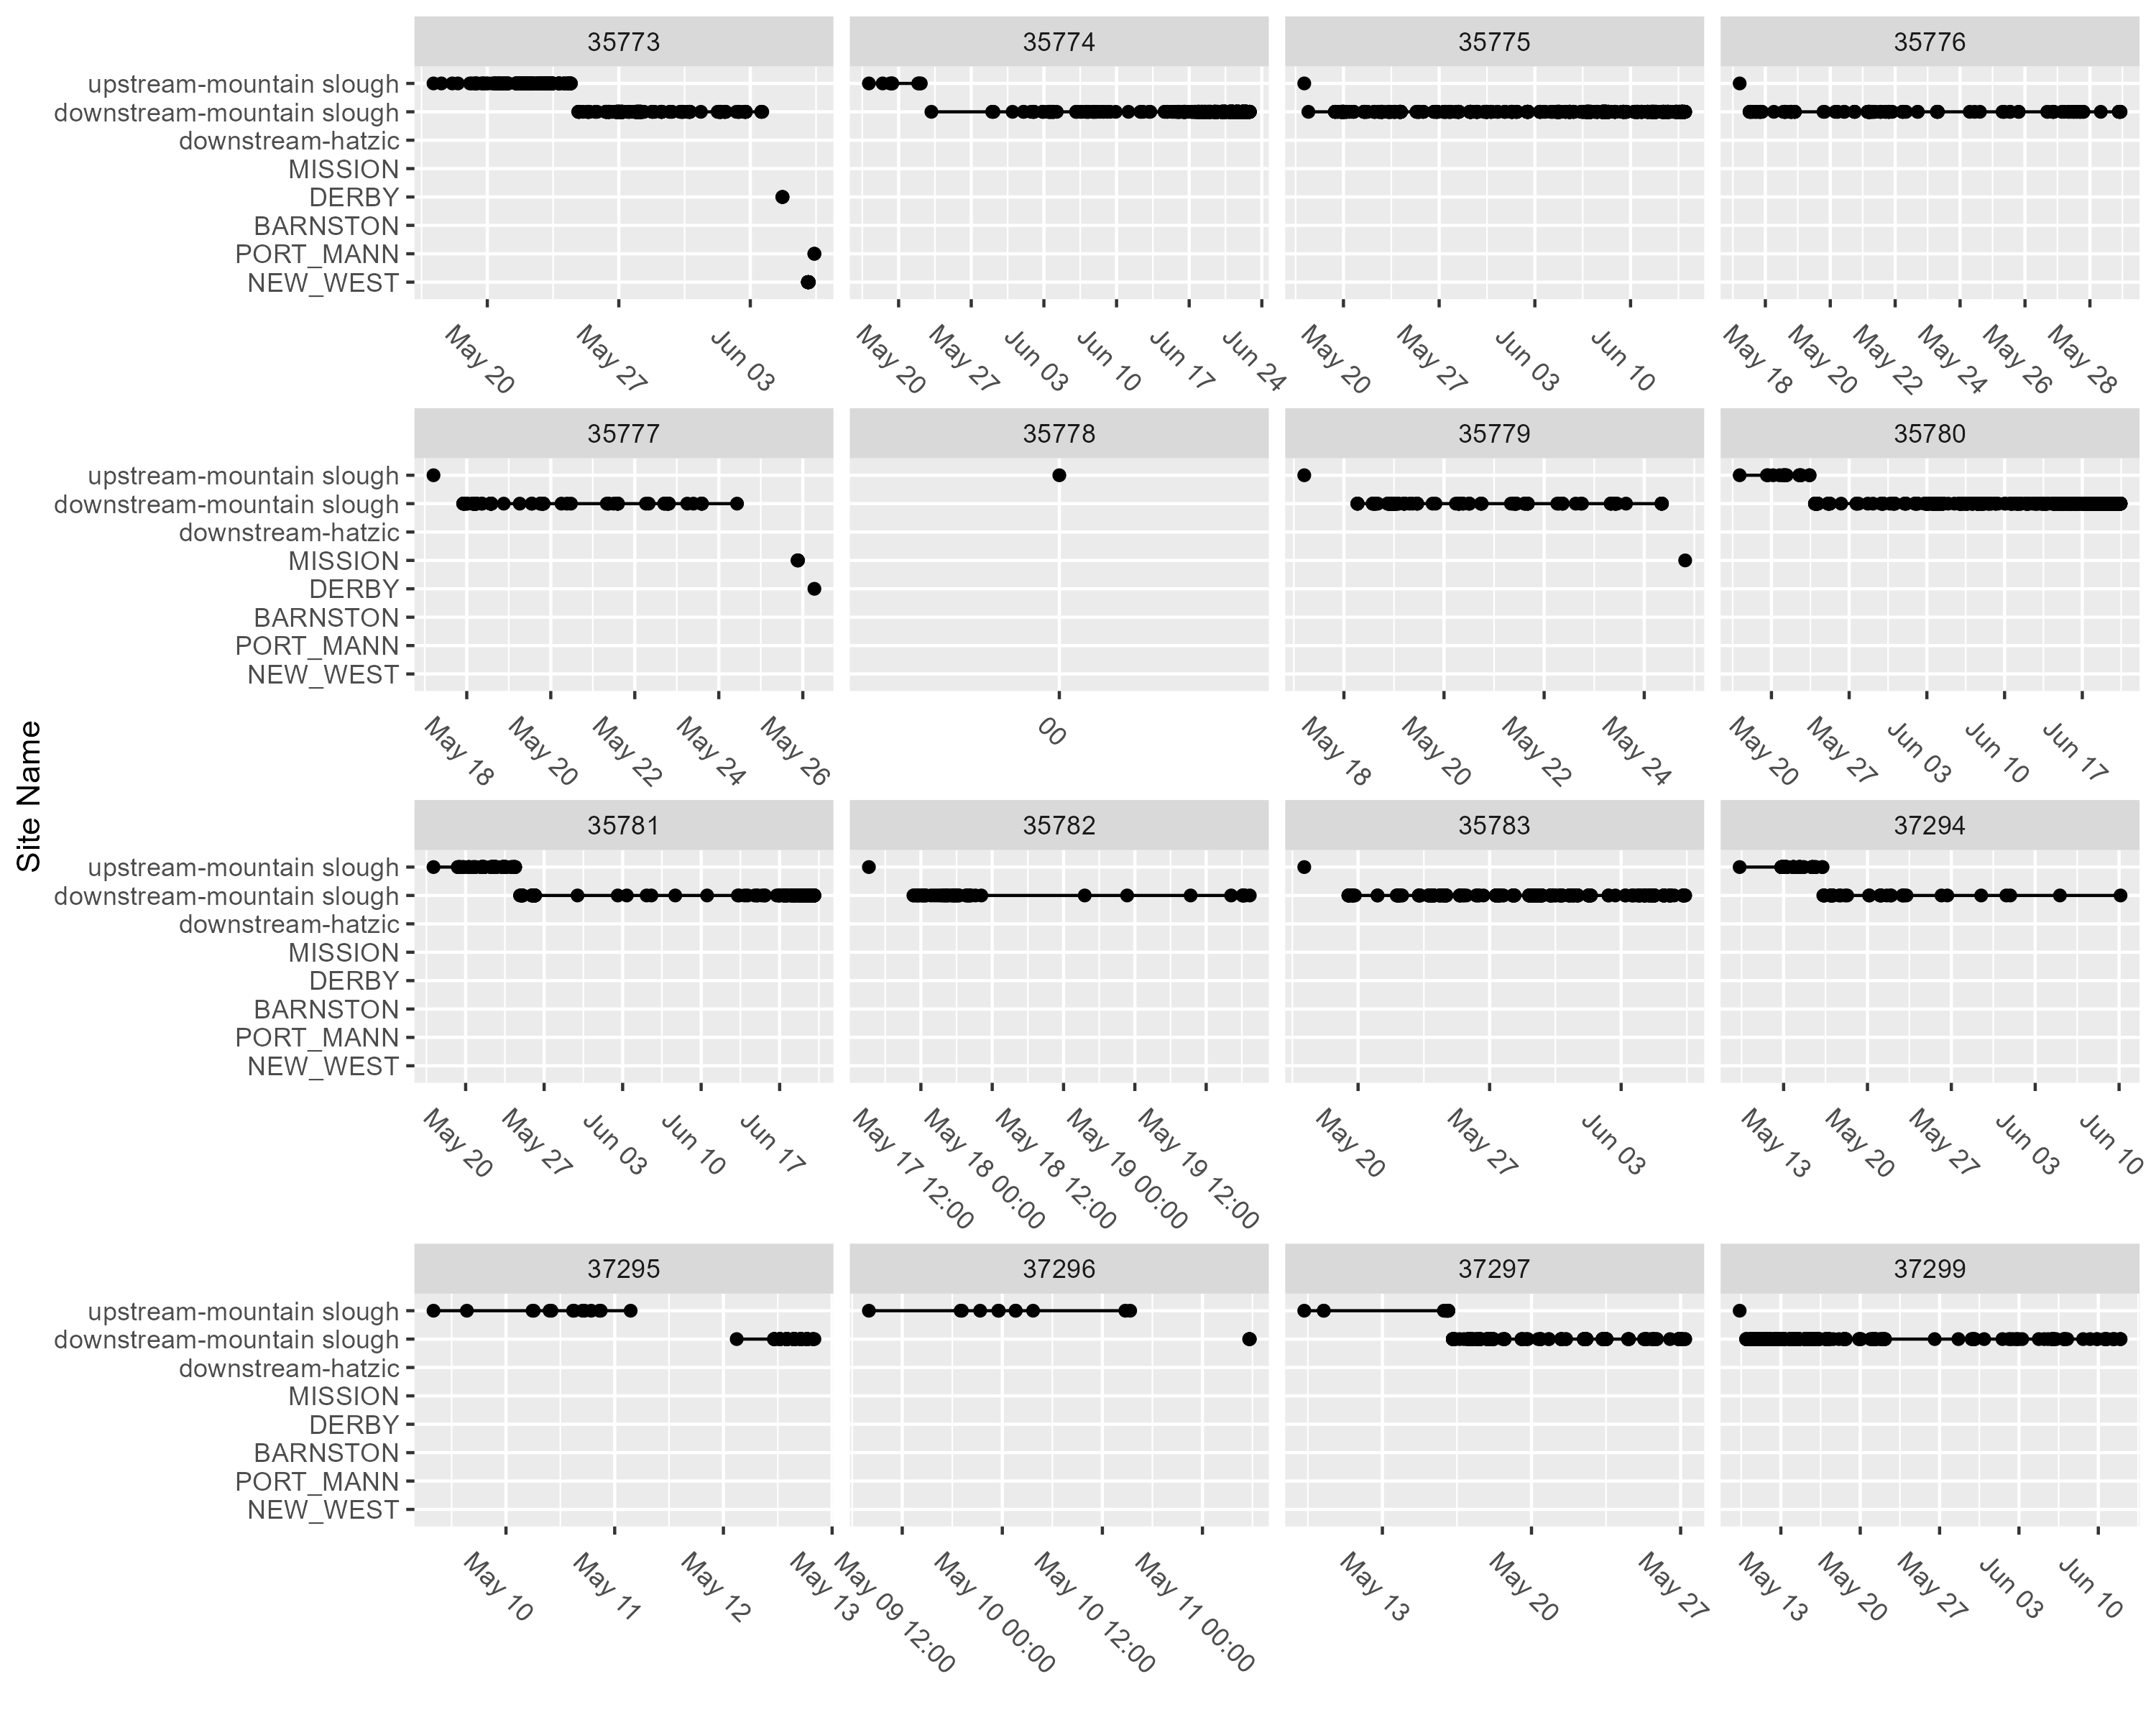 35773 35774 35775 35776
upstream-mountain slough
downstream-mountain slough
downstream-hatzic
MISSION
DERBY
BARNSTON
PORT_MANN
NEW_WEST
May 20 May 27 Jun 03 May 20 May 27 Jun 03 Jun 10 Jun 17 Jun 24 May 20 May 27 Jun 03 Jun 10 May 18 May 20 May 22 May 24 May 26 May 28
35777 35778 35779 35780
upstream-mountain slough
downstream-mountain slough
downstream-hatzic
MISSION
DERBY
BARNSTON
PORT_MANN
NEW_WEST
May 18 May 20 May 22 May 24 May 26 00 May 18 May 20 May 22 May 24 May 20 May 27 Jun 03 Jun 10 Jun 17
Site Name
35781 35782 35783 37294
upstream-mountain slough
downstream-mountain slough
downstream-hatzic
MISSION
DERBY
BARNSTON
PORT_MANN
NEW_WEST
May 20 May 27 Jun 03 Jun 10 Jun 17 May 17 12:00 May 18 00:00 May 18 12:00 May 19 00:00 May 19 12:00 May 20 May 27 Jun 03 May 13 May 20 May 27 Jun 03 Jun 10
37295 37296 37297 37299
upstream-mountain slough
downstream-mountain slough
downstream-hatzic
MISSION
DERBY
BARNSTON
PORT_MANN
NEW_WEST
May 10 May 11 May 12 May 13 May 09 12:00 May 10 00:00 May 10 12:00 May 11 00:00 May 13 May 20 May 27 May 13 May 20 May 27 Jun 03 Jun 10